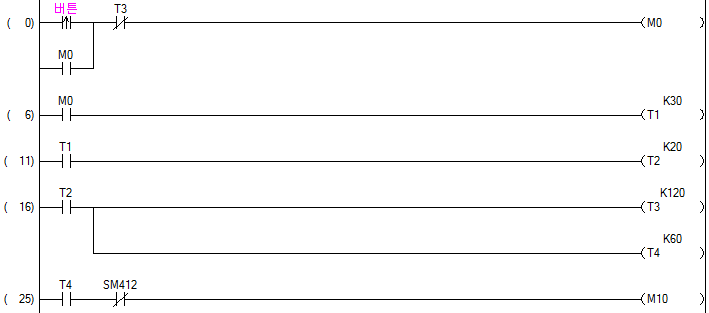 버튼 T3
( 0) (M0 )
M0
M0 K30
( 6) (T1 )
T1 K20
( 11) (T2 )
T2 K120
( 16) (T3 )
K60
(T4 )
T4 SM412
( 25) (M10 )